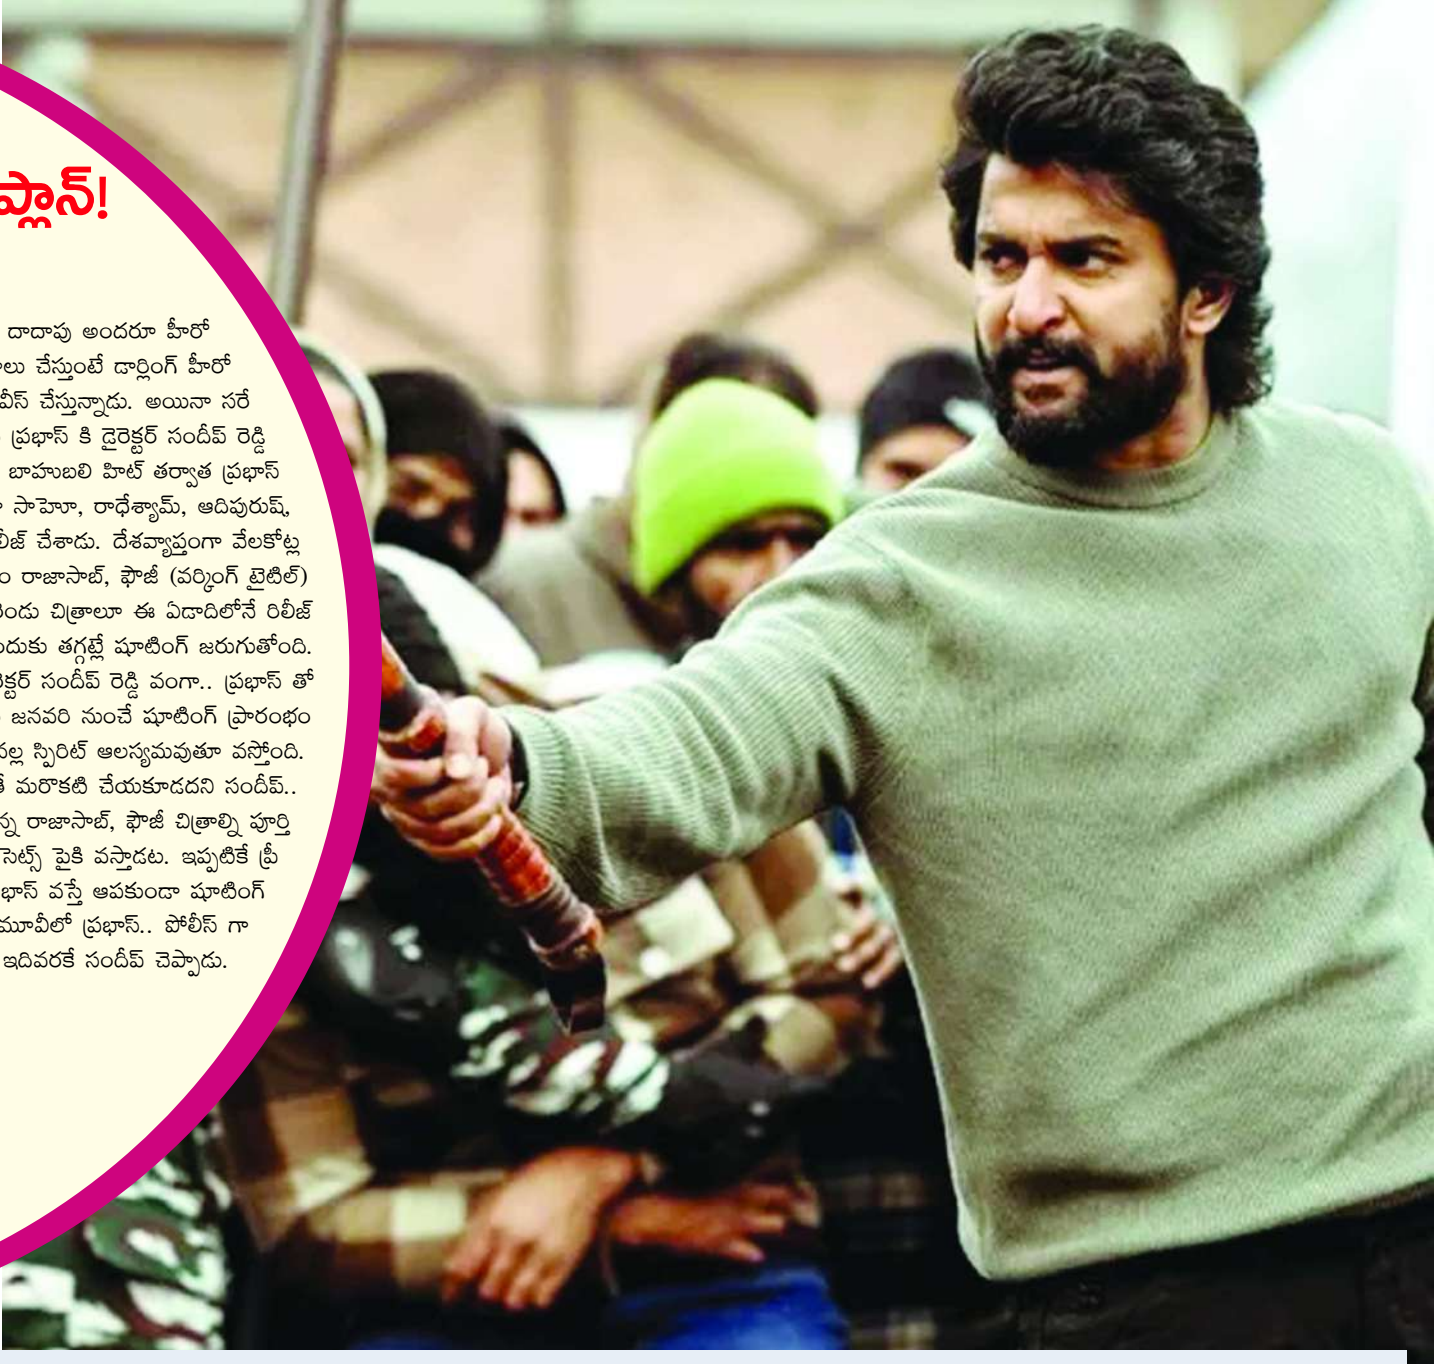 ప్లాన్!
దాదాపు అందరూ హీరో
చేస్తుంటే డార్లింగ్ హీరో
చేస్తున్నాడు. అయినా సరే
ప్రభాస్ కి డైరెక్టర్ సందీప్ రెడ్డి
బాహుబలి హిట్ తర్వాత ప్రభాస్
సాహెూ, రాధేశ్యామ్, ఆదిపురుష్,
చేశాడు. దేశవ్యాప్తంగా వేలకోట్ల
రాజాసాబ్, ఫౌజీ (వర్కింగ్ టైటిల్)
చిత్రాలూ ఈ ఏడాదిలోనే రిలీజ్
తగ్గట్లే షూటింగ్ జరుగుతోంది.
సందీప్ రెడ్డి వంగా.. ప్రభాస్ తో
జనవరి నుంచే షూటింగ్ ప్రారంభం
స్పిరిట్ ఆలస్యమవుతూ వస్తోంది.
మరొకటి చేయకూడదని సందీప్..
రాజాసాబ్, ఫౌజీ చిత్రాల్ని పూర్తి
సెట్స్ పైకి వస్తాడట. ఇప్పటికే ప్రీ
వస్తే ఆపకుండా షూటింగ్
మూవీలో ప్రభాస్.. పోలీస్ గా
ఇదివరకే సందీప్ చెప్పాడు.